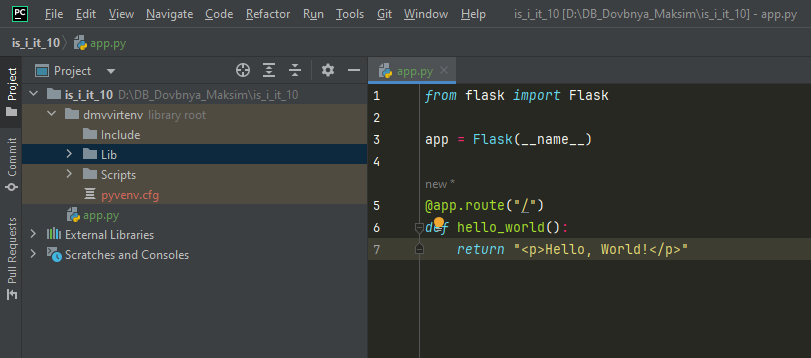 PC File Edit View Navigate Code Refactor Run Tools Git Window Help is_i_it_10 [D:\DB_Dovbnya_Maksim\is_i_it_10] - app.py
is_i_it_10 app.py
Project
Commit
Pull Requests
Project
is_i_it_10 D:\DB_Dovbnya_Maksim\is_i_it_10
dmvvirtenv library root
Include
Lib
Scripts
pyvenv.cfg
app.py
External Libraries
Scratches and Consoles
app.py
1 from flask import Flask
2
3 app = Flask(__name__)
4
new *
5 @app.route("/")
6 def hello_world():
7 return "<p>Hello, World!</p>"